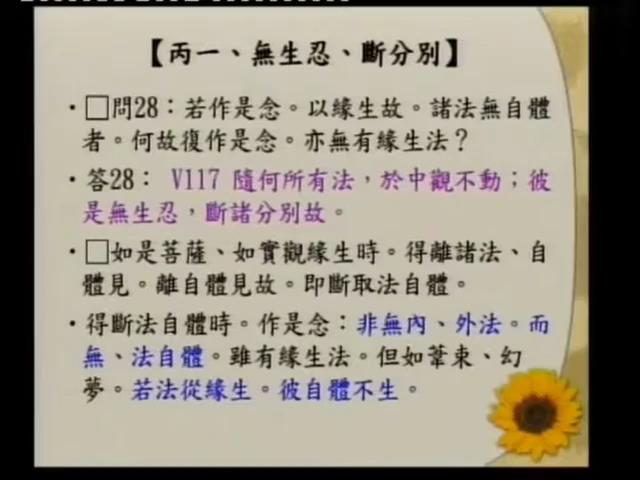 【丙一、無生忍、斷分別】
・□問28：若作是念。以緣生故。諸法無自體
者。何故復作是念。亦無有緣生法？
・答28： V117 隨何所有法，於中觀不動；彼
是無生忍，斷諸分別故。
・□如是菩薩、如實觀緣生時。得離諸法、自
體見。離自體見故。即斷取法自體。
・得斷法自體時。作是念：非無內、外法。而
無、法自體。雖有緣生法。但如葦束、幻
夢。若法從緣生。彼自體不生。